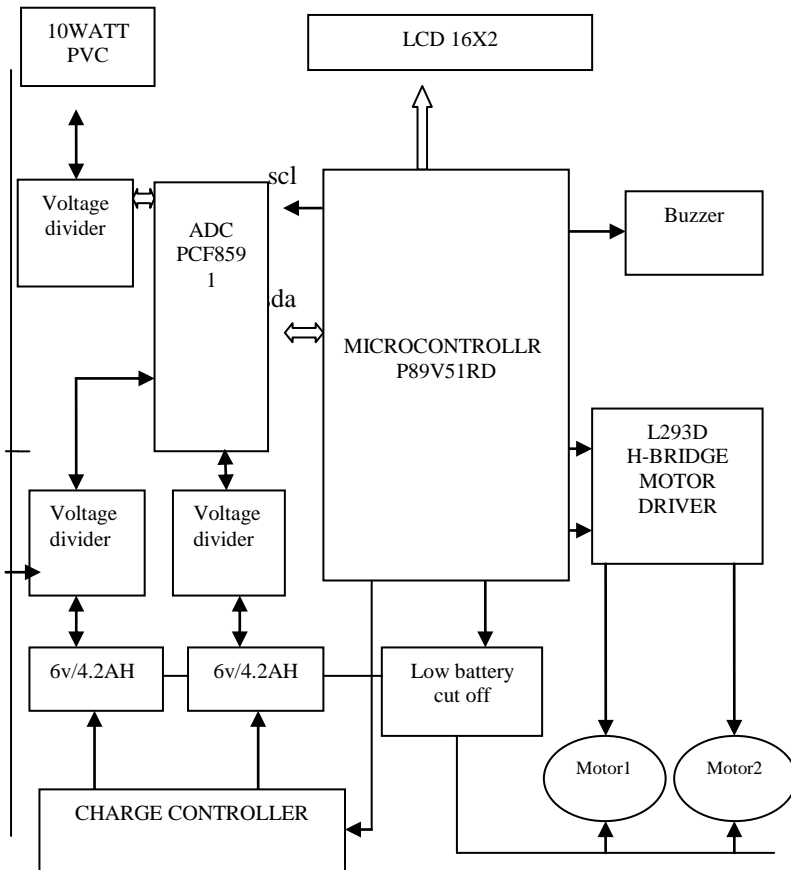 10WATT
PVC
LCD 16X2
scl
Voltage
divider
ADC
PCF859
1
Buzzer
da
MICROCONTROLLR
P89V51RD
L293D
H-BRIDGE
MOTOR
DRIVER
Voltage
divider
Voltage
divider
6v/4.2AH
6v/4.2AH
Low battery
cut off
Motor1
Motor2
CHARGE CONTROLLER